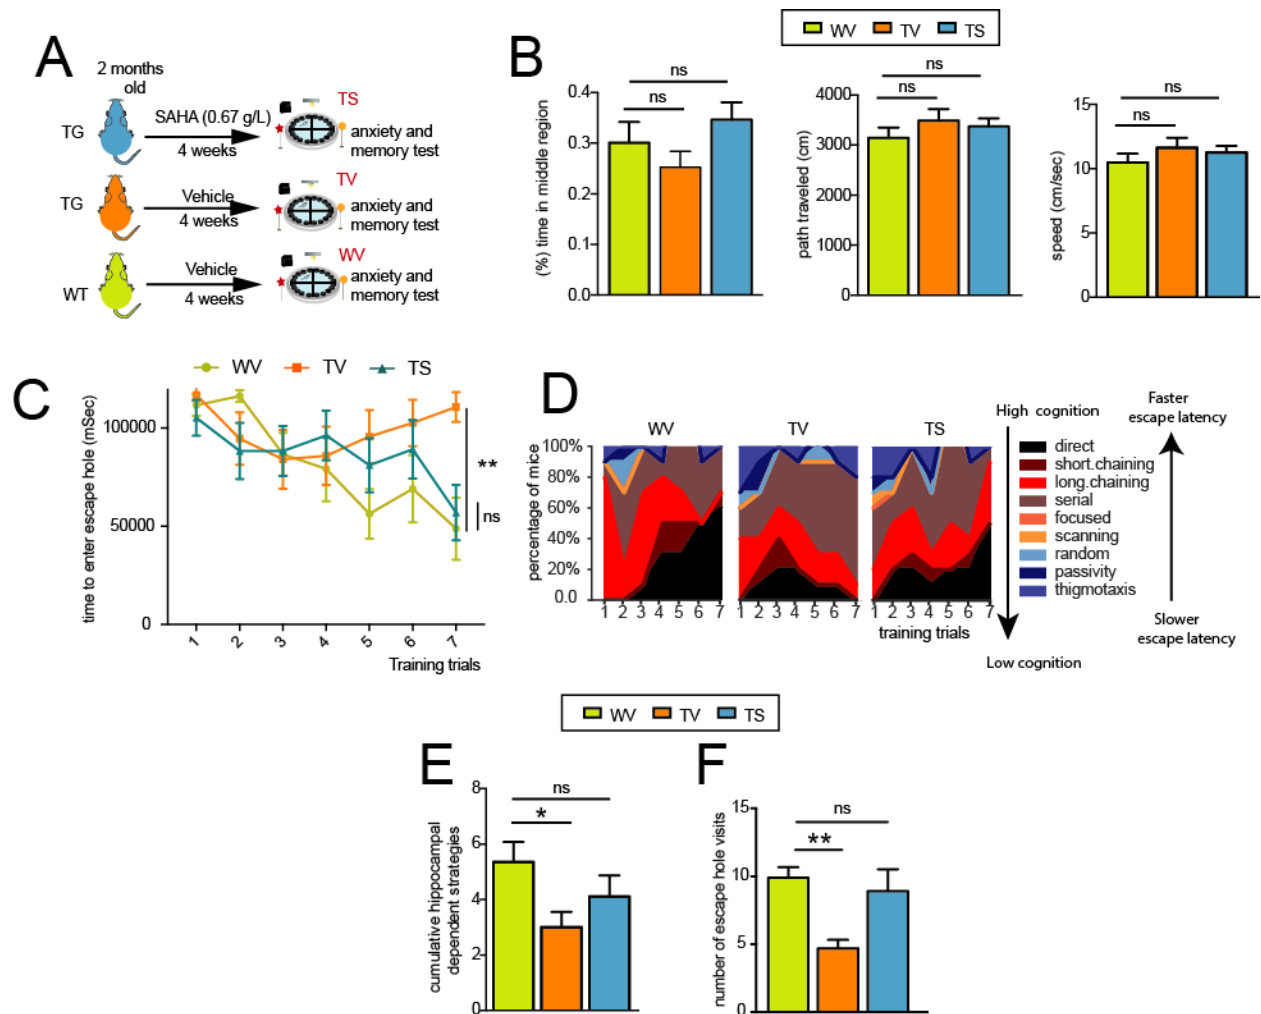 A
2 months
old
TG
SAHA (0.67 g/L)
4 weeks
TS
anxiety and
memory test
TG
Vehicle
4 weeks
TV
anxiety and
memory test
WT
Vehicle
4 weeks
WV
anxiety and
memory test
WV TV TS
B
(%) time in middle region
0.4
0.3
0.2
0.1
0.0
ns
ns
path traveled (cm)
4000
3000
2000
1000
0
ns
ns
speed (cm/sec)
15
10
5
0
ns
ns
C
WV TV TS
time to enter escape hole (mSec)
100000
50000
0
1 2 3 4 5 6 7
Training trials
**
ns
D
WV TV TS
percentage of mice
100%
80%
60%
40%
20%
0.0
1 2 3 4 5 6 7
1 2 3 4 5 6 7
1 2 3 4 5 6 7
training trials
High cognition
direct
short.chaining
long.chaining
serial
focused
scanning
random
passivity
thigmotaxis
Low cognition
Faster
escape latency
Slower
escape latency
WV TV TS
E
cumulative hippocampal
dependent strategies
8
6
4
2
0
ns
*
F
number of escape hole visits
15
10
5
0
ns
**